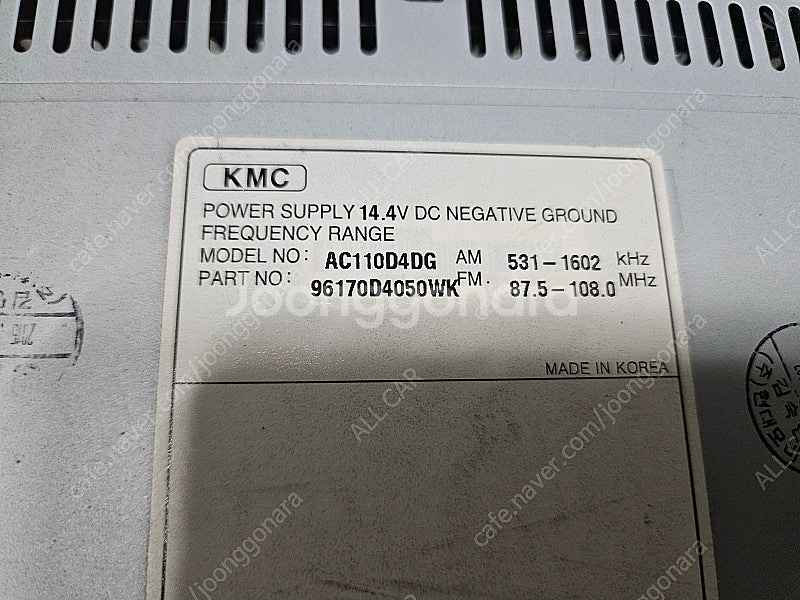 KMC
POWER SUPPLY 14.4V DC NEGATIVE GROUND
FREQUENCY RANGE
MODEL NO: AC110D4DG AM 531-1602 kHz
PART NO: 96170D4050WK FM. 87.5-108.0 MHz
Joonggonara
MADE IN KOREA
ALL CAR
cafe.naver.com/joonggonara